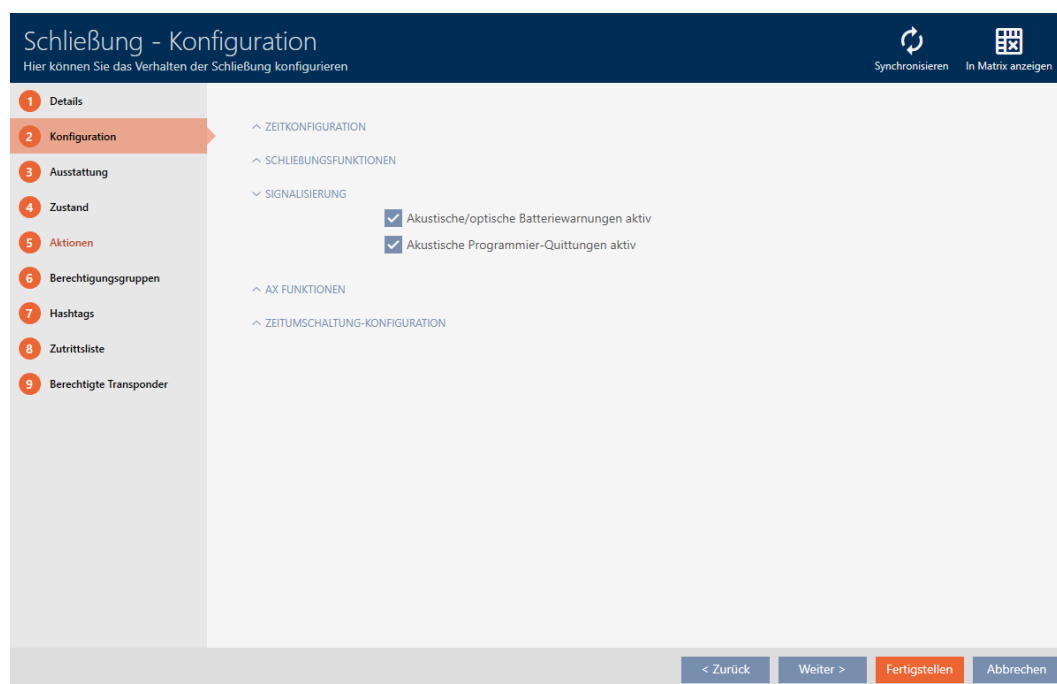 Schließung - Konfiguration
Hier können Sie das Verhalten der Schließung konfigurieren
Synchronisieren
In Matrix anzeigen
1 Details
2 Konfiguration
3 Ausstattung
4 Zustand
5 Aktionen
6 Berechtigungsgruppen
7 Hashtags
8 Zutrittsliste
9 Berechtigte Transponder
ZEITKONFIGURATION
SCHLIEßUNGSFUNKTIONEN
SIGNALISIERUNG
Akustische/optische Batteriewarnungen aktiv
Akustische Programmier-Quittungen aktiv
AX FUNKTIONEN
ZEITUMSCHALTUNG-KONFIGURATION
< Zurück
Weiter >
Fertigstellen
Abbrechen